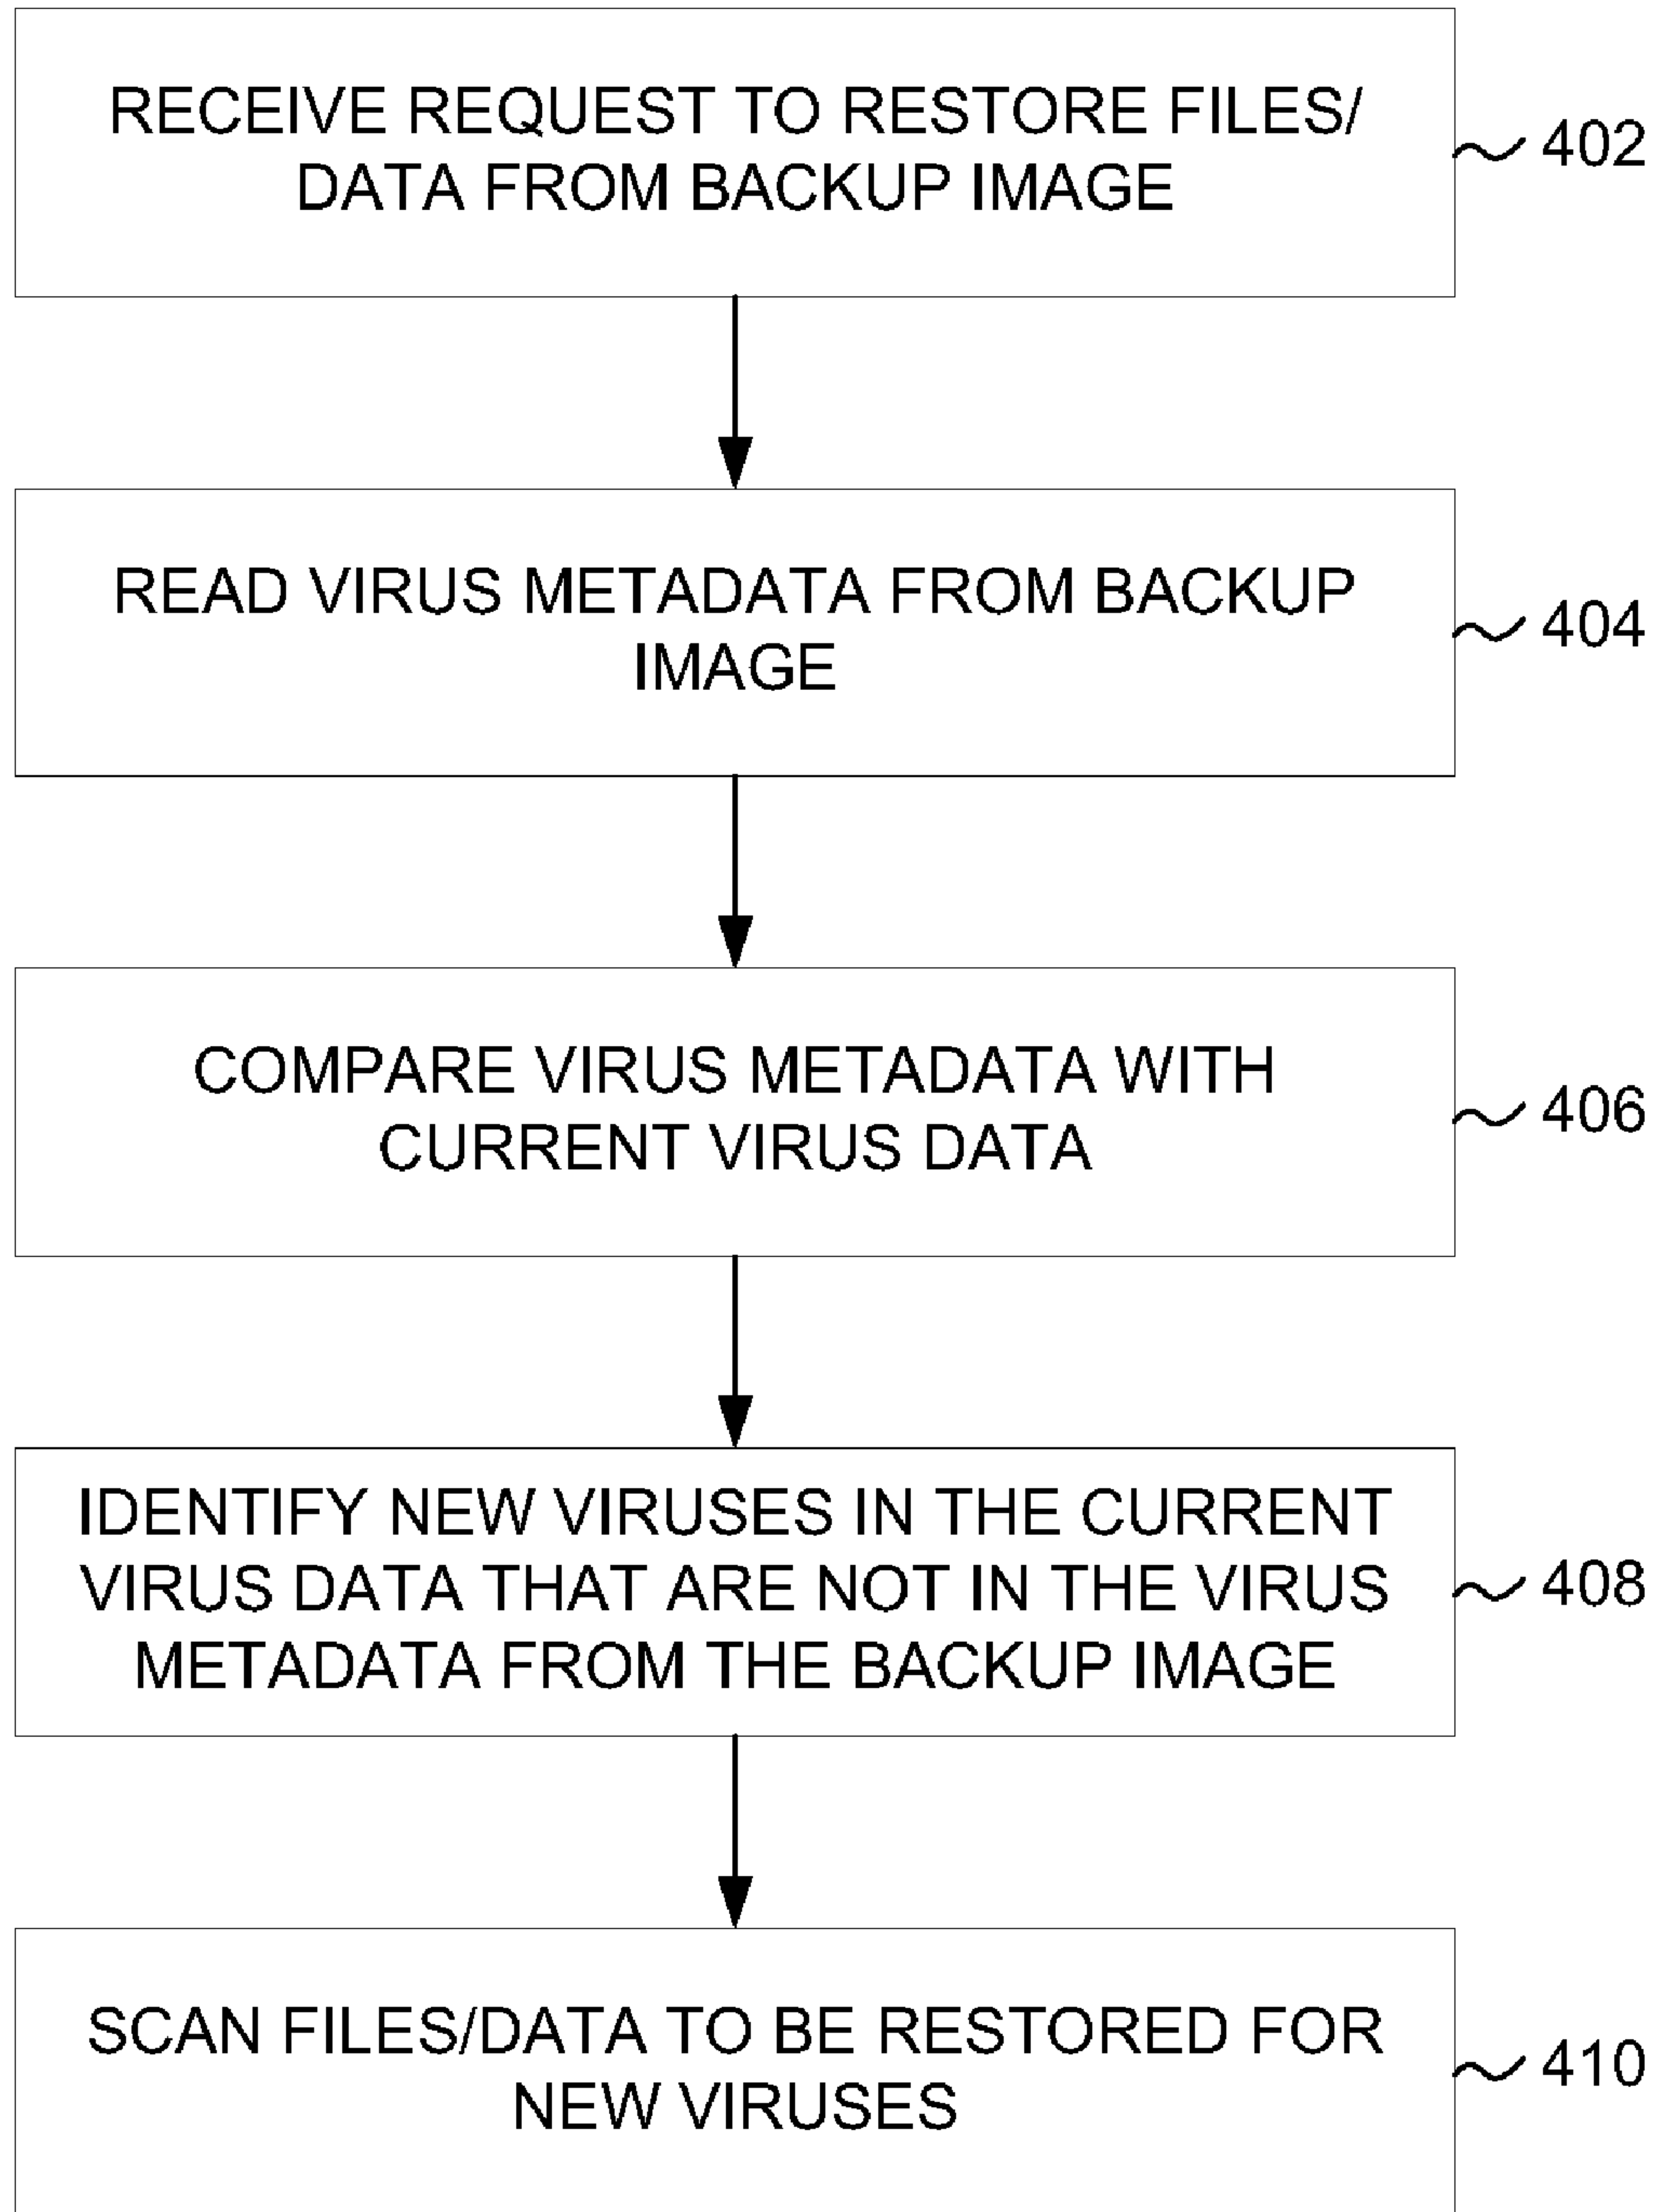 RECEIVE REQUEST TO RESTORE FILES/
DATA FROM BACKUP IMAGE
402
READ VIRUS METADATA FROM BACKUP
IMAGE
404
COMPARE VIRUS METADATA WITH
CURRENT VIRUS DATA
406
IDENTIFY NEW VIRUSES IN THE CURRENT
VIRUS DATA THAT ARE NOT IN THE VIRUS
METADATA FROM THE BACKUP IMAGE
408
SCAN FILES/DATA TO BE RESTORED FOR
NEW VIRUSES
410